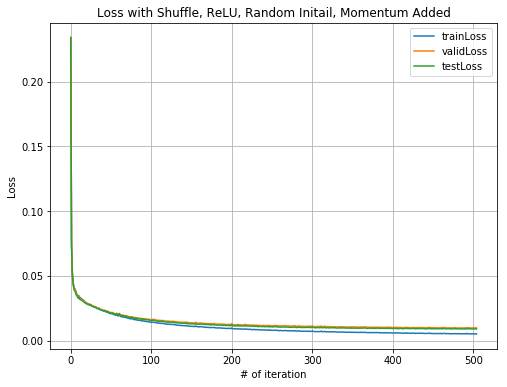 Loss with Shuffle, ReLU, Random Initail, Momentum Added
trainLoss
validLoss
testLoss
0.20
0.15
0.10
0.05
0.00
Loss
0 100 200 300 400 500
# of iteration